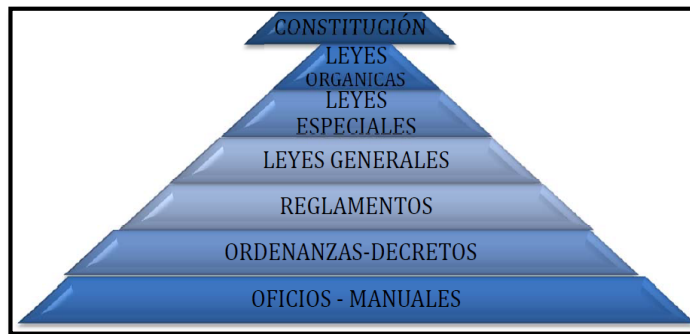 CONSTITUCIÓN
LEYES
ORGANICAS
LEYES
ESPECIALES
LEYES GENERALES
REGLAMENTOS
ORDENANZAS-DECRETOS
OFICIOS - MANUALES